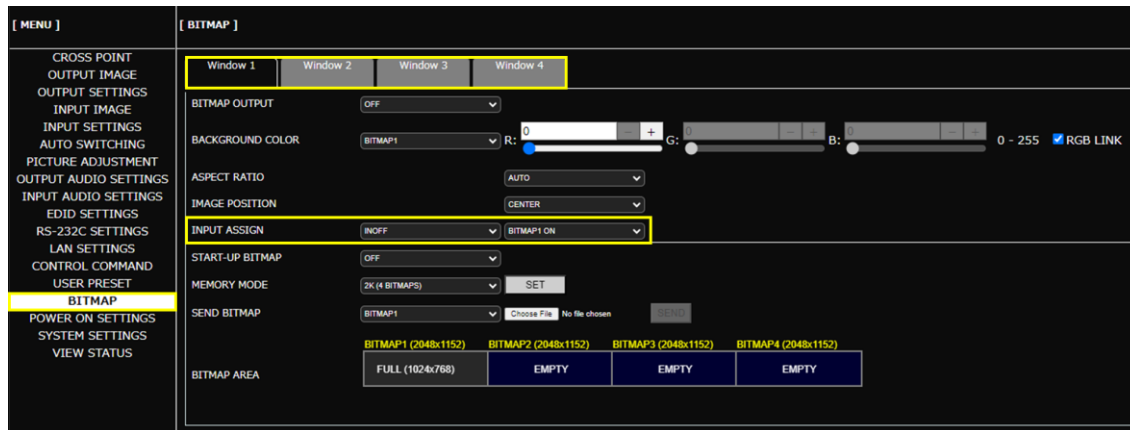 [ MENU ]
[ BITMAP ]
CROSS POINT
OUTPUT IMAGE
OUTPUT SETTINGS
INPUT IMAGE
INPUT SETTINGS
AUTO SWITCHING
PICTURE ADJUSTMENT
OUTPUT AUDIO SETTINGS
INPUT AUDIO SETTINGS
EDID SETTINGS
RS-232C SETTINGS
LAN SETTINGS
CONTROL COMMAND
USER PRESET
BITMAP
POWER ON SETTINGS
SYSTEM SETTINGS
VIEW STATUS
Window 1 Window 2 Window 3 Window 4
BITMAP OUTPUT OFF
BACKGROUND COLOR BITMAP1 R: 0 - + G: 0 - + B: 0 - + 0 - 255 RGB LINK
ASPECT RATIO AUTO
IMAGE POSITION CENTER
INPUT ASSIGN INOFF BITMAP1 ON
START-UP BITMAP OFF
MEMORY MODE 2K (4 BITMAPS) SET
SEND BITMAP BITMAP1 Choose File No file chosen SEND
BITMAP1 (2048x1152) BITMAP2 (2048x1152) BITMAP3 (2048x1152) BITMAP4 (2048x1152)
BITMAP AREA FULL (1024x768) EMPTY EMPTY EMPTY